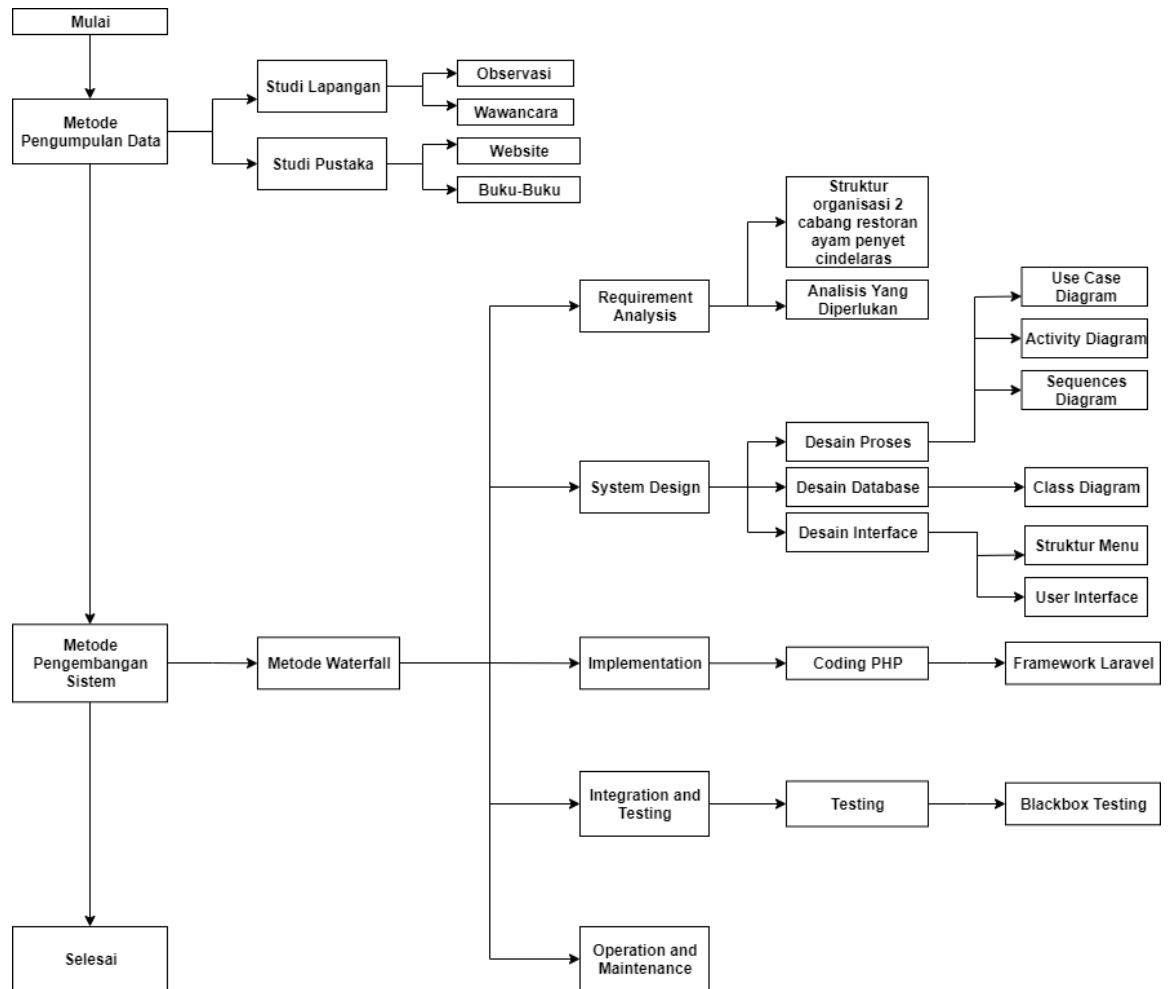 Mulai
Metode
Pengumpulan Data
Studi Lapangan
Observasi
Wawancara
Studi Pustaka
Website
Buku-Buku
Metode
Pengembangan
Sistem
Metode Waterfall
Requirement
Analysis
Struktur
organisasi 2
cabang restoran
ayam penyet
cindelaras
Analisis Yang
Diperlukan
System Design
Desain Proses
Use Case
Diagram
Activity Diagram
Sequences
Diagram
Desain Database
Class Diagram
Desain Interface
Struktur Menu
User Interface
Implementation
Coding PHP
Framework Laravel
Integration and
Testing
Testing
Blackbox Testing
Operation and
Maintenance
Selesai